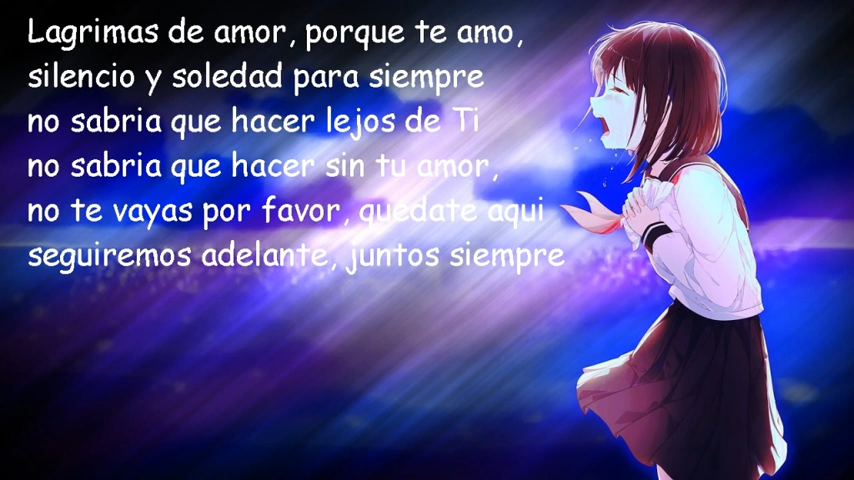 Lagrimas de amor, porque te amo,
silencio y soledad para siempre
no sabria que hacer lejos de Ti
no sabria que hacer sin tu amor,
no te vayas por favor, quedate aqui
seguiremos adelante, juntos siempre